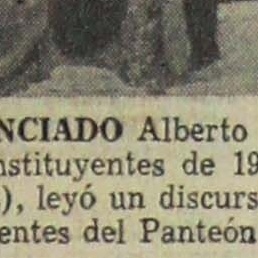 NCIADO Alberto
nstituyentes de 19
), leyó un discurs
entes del Panteón